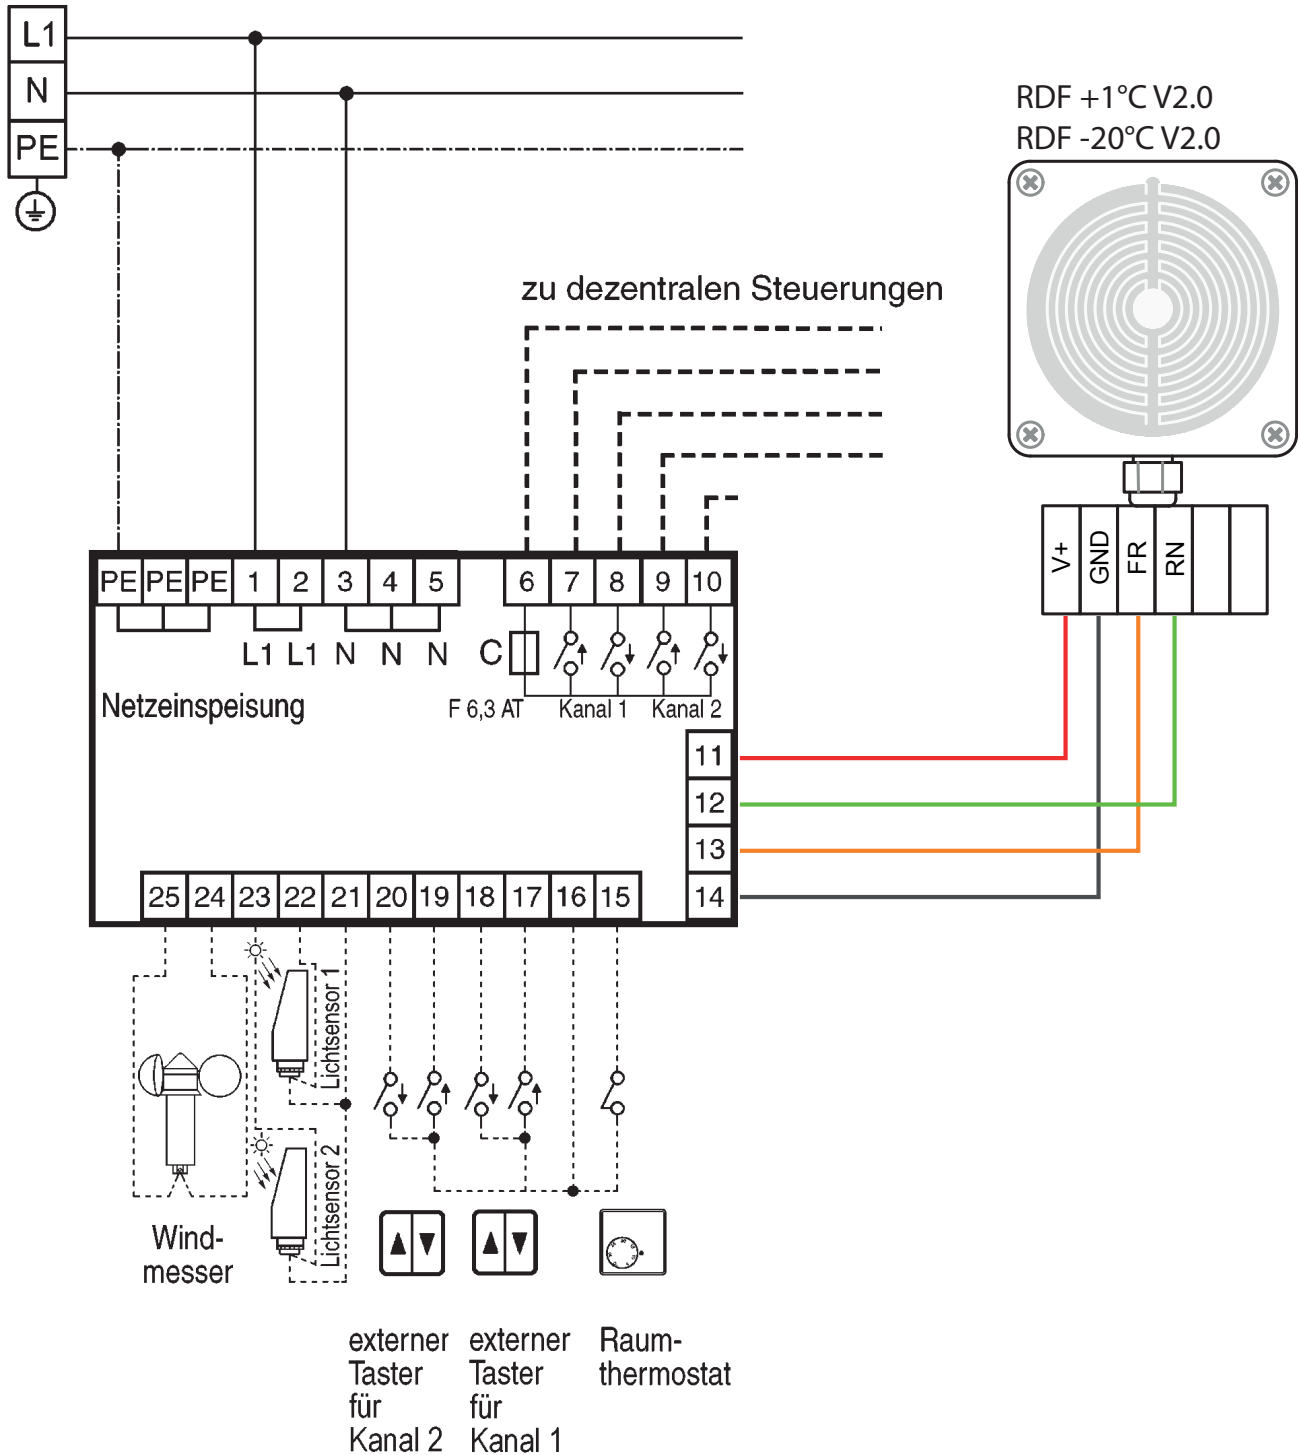 L1
N
PE
RDF +1°C V2.0
RDF -20°C V2.0
zu dezentralen Steuerungen
V+ GND FR RN
PE PE PE 1 2 3 4 5 6 7 8 9 10
L1 L1 N N N C
Netzeinspeisung
F 6,3 AT Kanal 1 Kanal 2
11
12
13
14
25 24 23 22 21 20 19 18 17 16 15
Lichtsensor 1
Lichtsensor 2
Wind-
messer
externer
Taster
für
Kanal 2
externer
Taster
für
Kanal 1
Raum-
thermostat